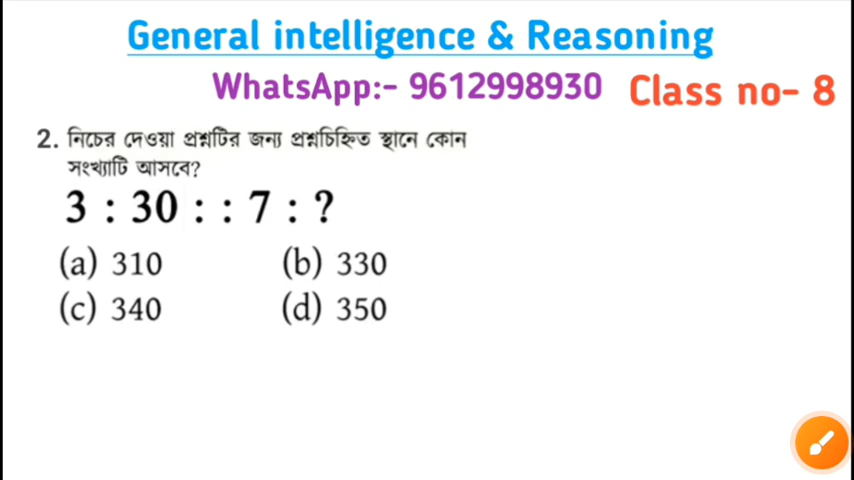 General intelligence & Reasoning
WhatsApp:- 9612998930 Class no- 8
2. নিচের দেওয়া প্রশ্নটির জন্য প্রশ্নচিহ্নিত স্থানে কোন
সংখ্যাটি আসবে?
3 : 30 : : 7 : ?
(a) 310 (b) 330
(c) 340 (d) 350